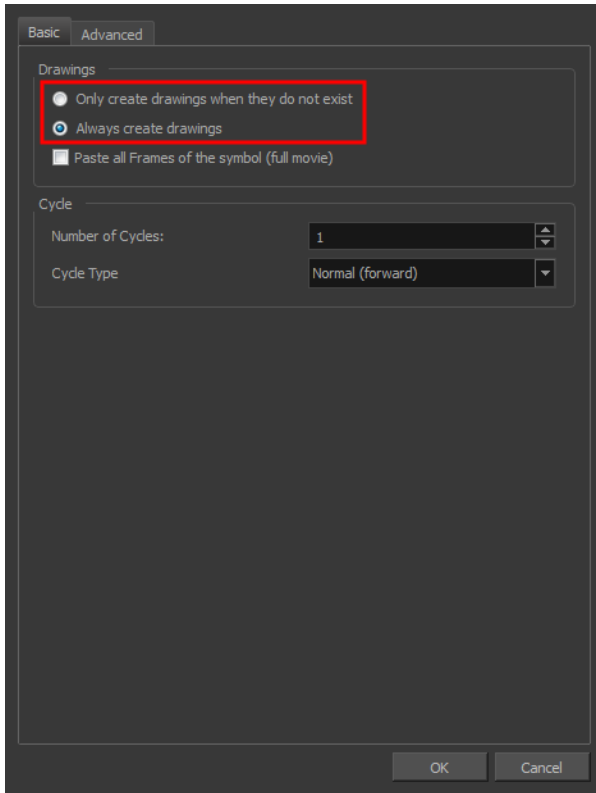 Basic
Advanced
Drawings
Only create drawings when they do not exist
Always create drawings
Paste all Frames of the symbol (full movie)
Cycle
Number of Cycles:
1
Cycle Type
Normal (forward)
OK
Cancel